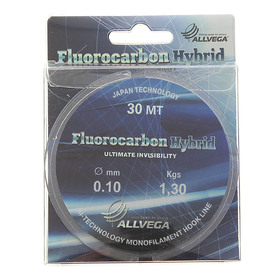 Fluorocarbon Hybrid
ALLVEGA
JAPAN TECHNOLOGY
30 MT
Fluorocarbon Hybrid
ULTIMATE INVISIBILITY
Ø mm Kgs
0.10 1,30
ALLVEGA
TECHNOLOGY MONOFILAMENT HOOK LINE